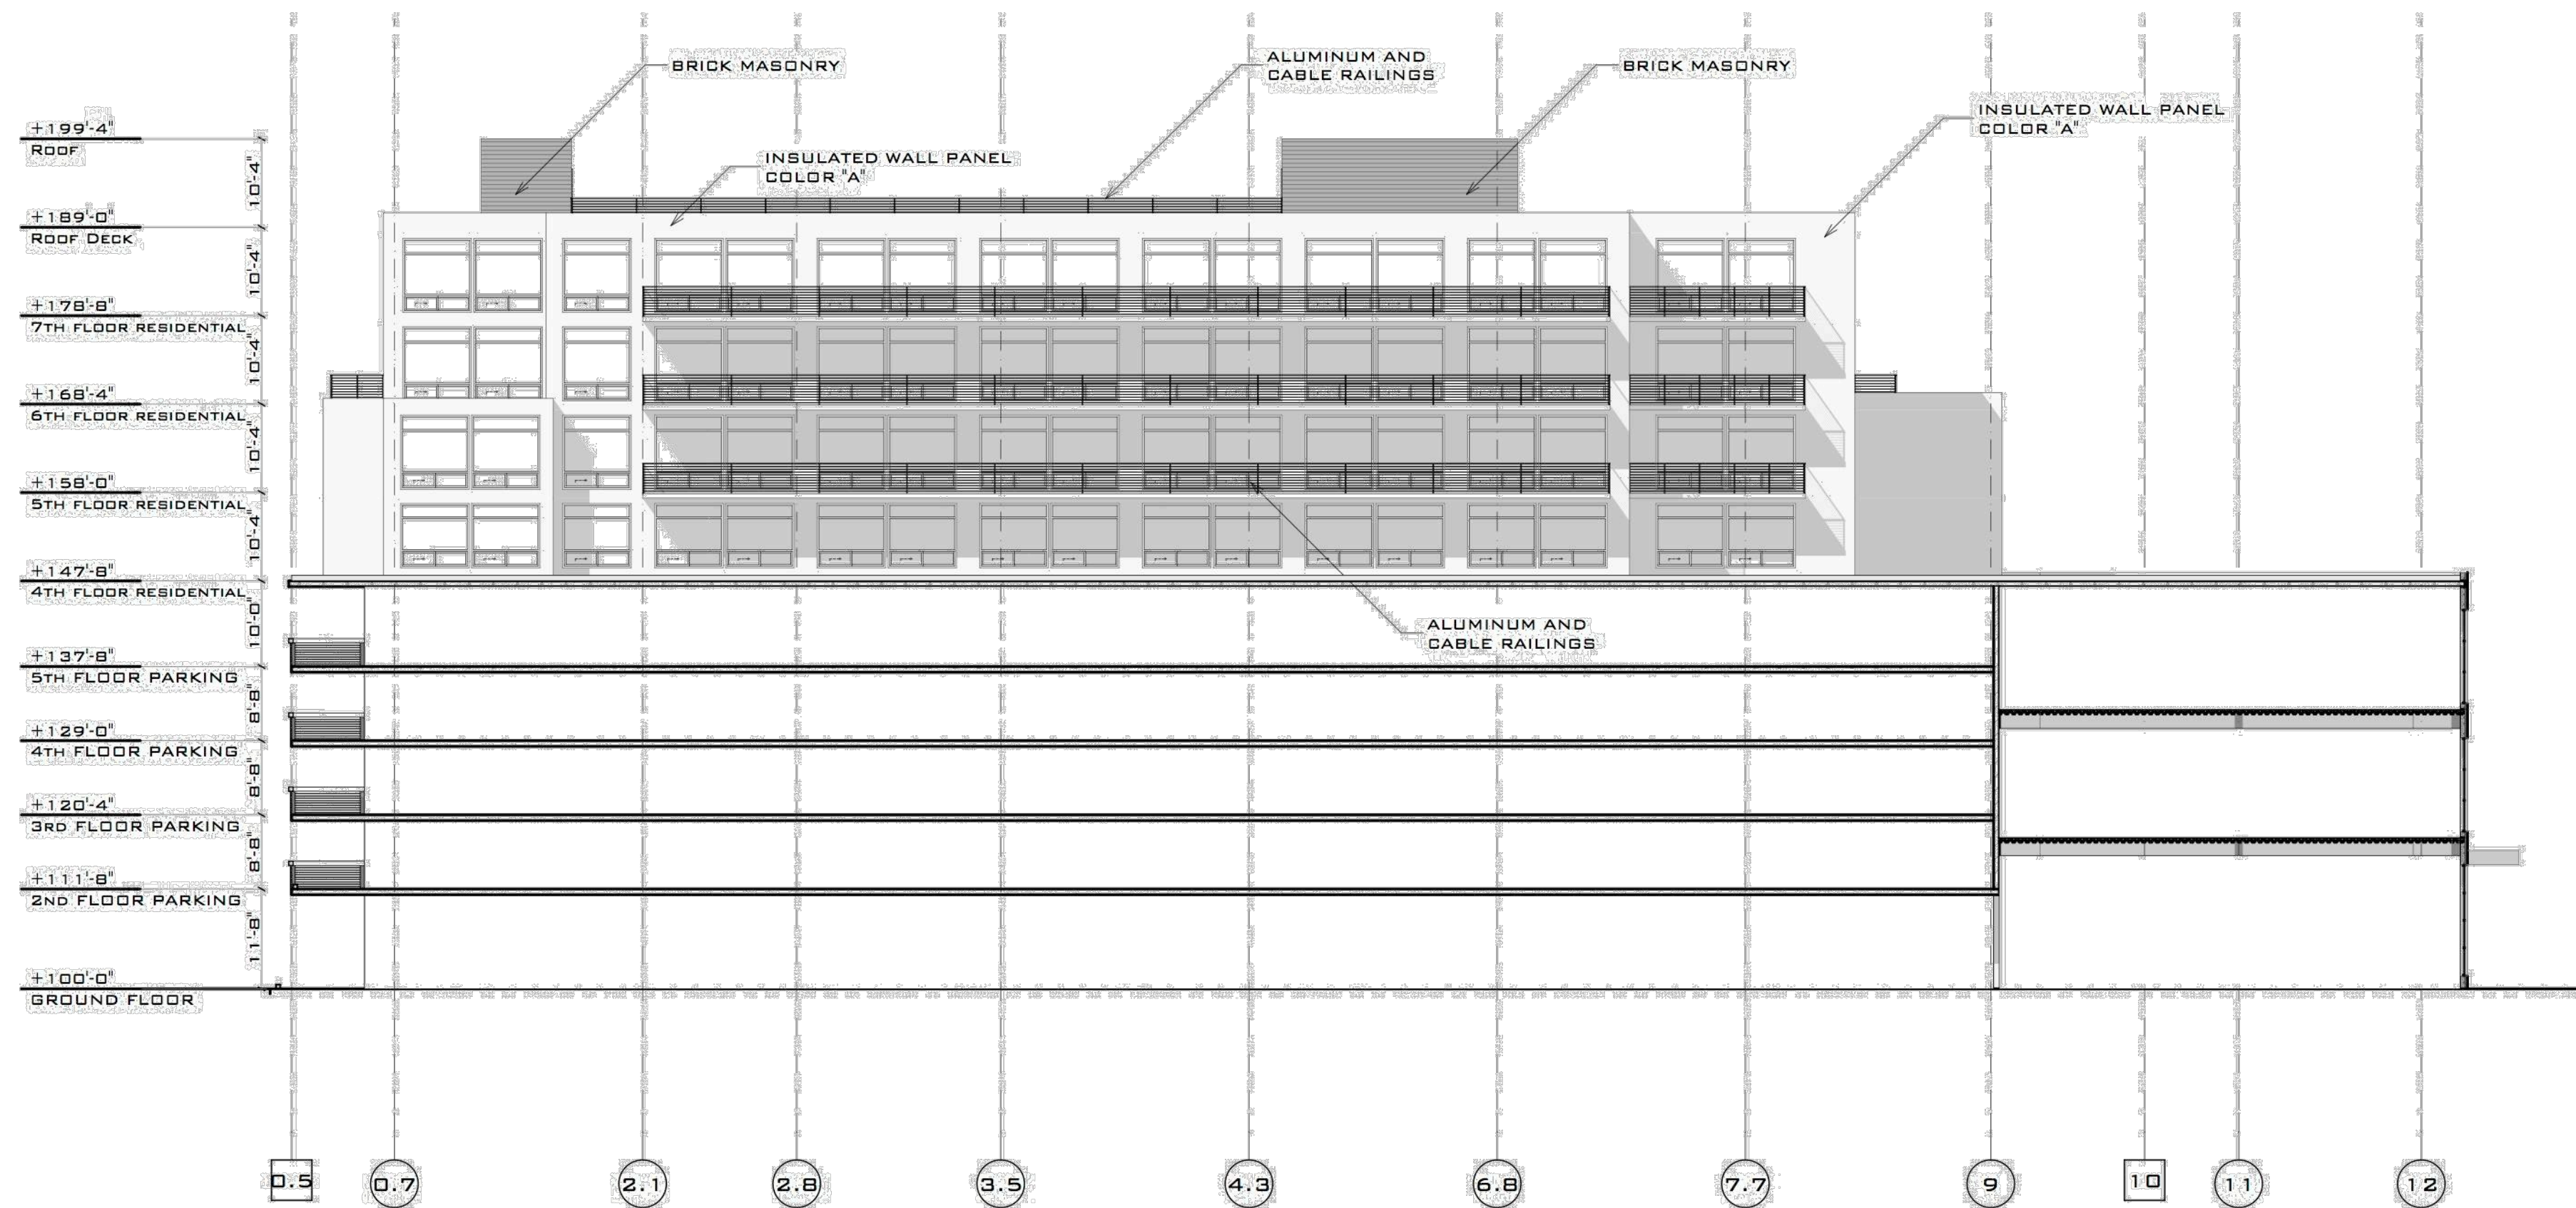 BRICK MASONRY
ALUMINUM AND
CABLE RAILINGS
BRICK MASONRY
INSULATED WALL PANEL
COLOR "A"
INSULATED WALL PANEL
COLOR "A"
+199'-4"
ROOF
10'-4"
+189'-0"
ROOF DECK
10'-4"
+178'-8"
7TH FLOOR RESIDENTIAL
10'-4"
+168'-4"
6TH FLOOR RESIDENTIAL
10'-4"
+158'-0"
5TH FLOOR RESIDENTIAL
10'-4"
+147'-8"
4TH FLOOR RESIDENTIAL
10'-0"
ALUMINUM AND
CABLE RAILINGS
+137'-8"
5TH FLOOR PARKING
8'-8"
+129'-0"
4TH FLOOR PARKING
8'-8"
+120'-4"
3RD FLOOR PARKING
8'-8"
+111'-8"
2ND FLOOR PARKING
11'-8"
+100'-0"
GROUND FLOOR
0.5 0.7 2.1 2.8 3.5 4.3 6.8 7.7 9 10 11 12